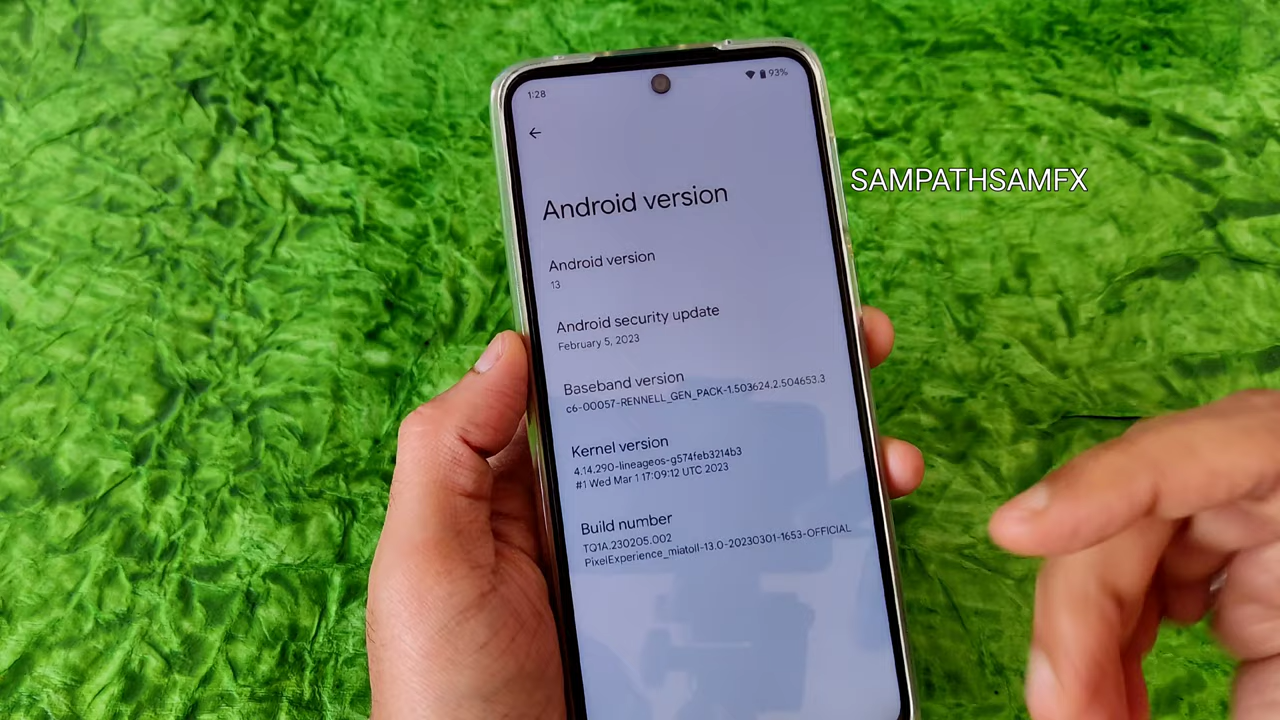 1:28
93%
SAMPATHSAMFX
Android version
Android version
13
Android security update
February 5, 2023
Baseband version
c6-00057-RENNELL_GEN_PACK-1.503624.2.504653.3
Kernel version
4.14.290-lineageos-g574feb3214b3
#1 Wed Mar 1 17:09:12 UTC 2023
Build number
TQ1A.230205.002
PixelExperience_miatoll-13.0-20230301-1653-OFFICIAL